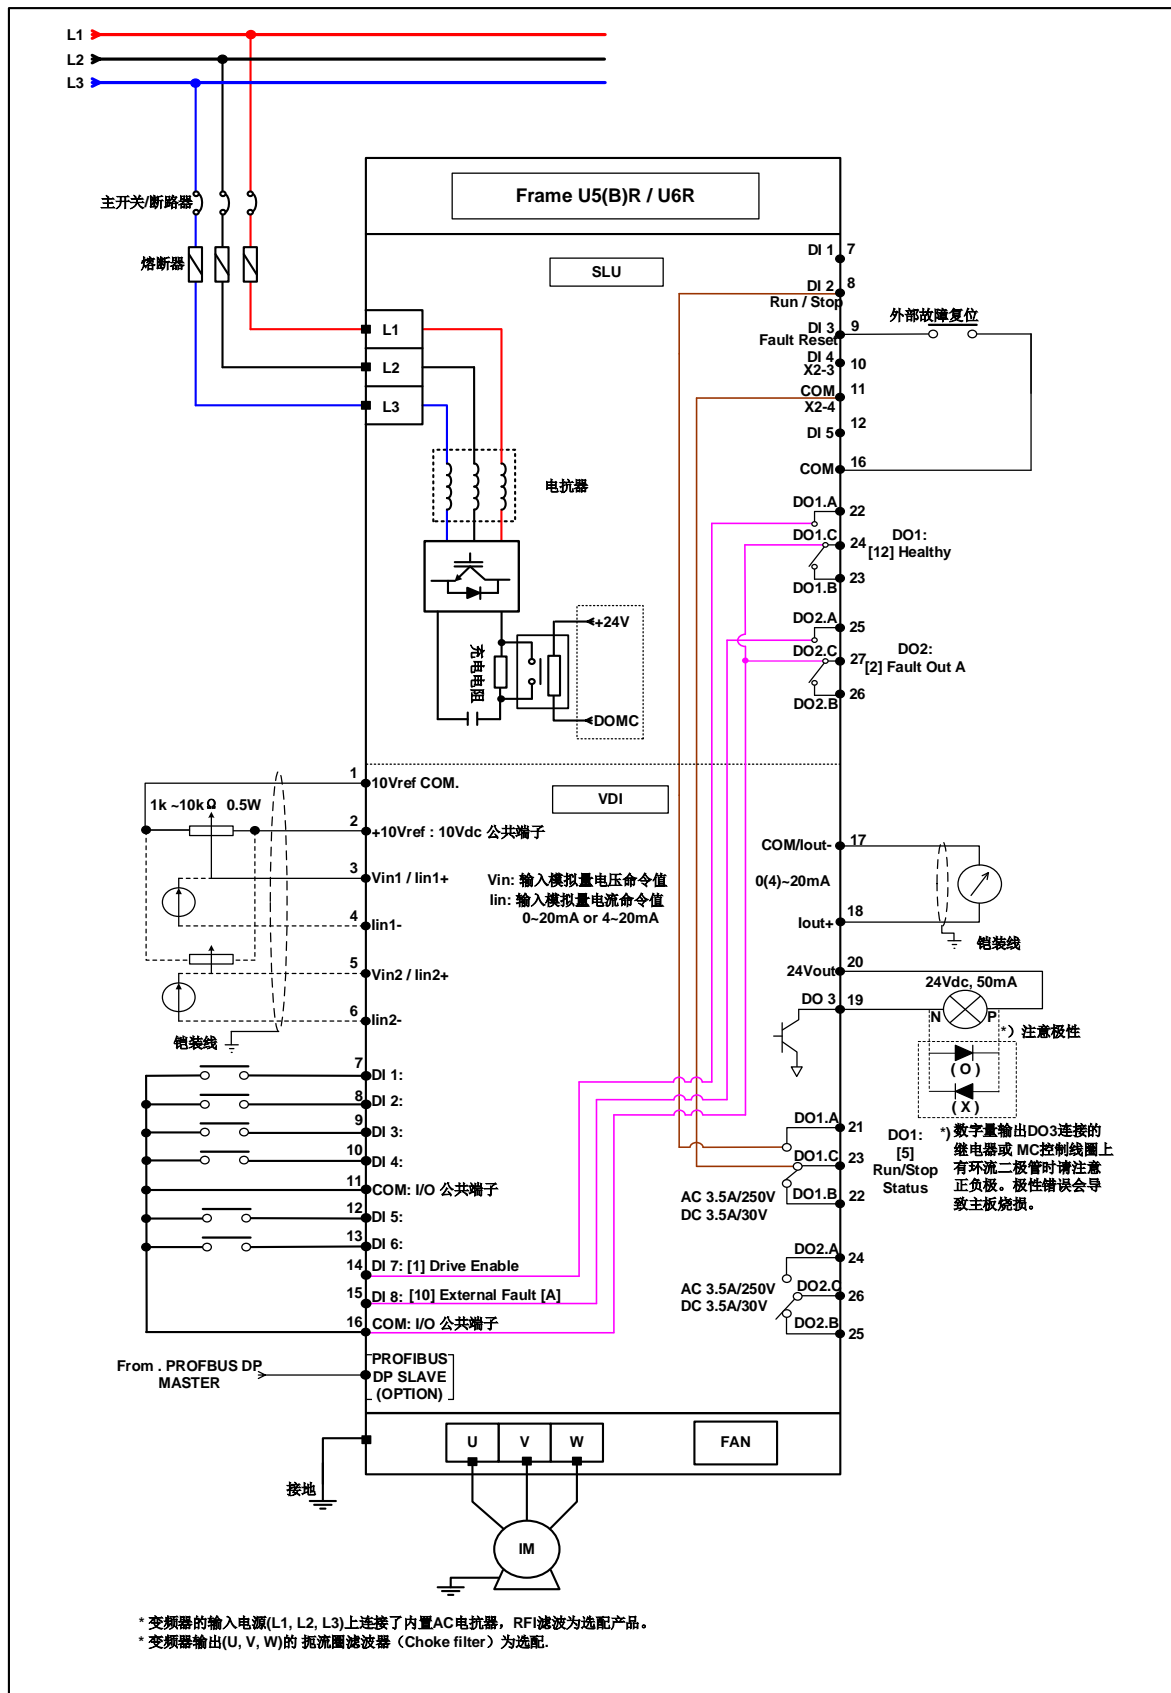 L1
L2
L3
Frame U5(B)R / U6R
主开关/断路器
熔断器
SLU
DI 1
7
DI 2
8
Run / Stop
DI 3
9
Fault Reset
外部故障复位
DI 4
X2-3
10
COM
11
X2-4
DI 5
12
COM
16
L1
L2
L3
电抗器
DO1.A
22
DO1.C
24
DO1:
[12] Healthy
23
DO1.B
DO2.A
25
DO2.C
27
DO2:
[2] Fault Out A
26
DO2.B
+24V
充电电阻
DOMC
VDI
1
10Vref COM.
1k ~10kΩ 0.5W
2
+10Vref : 10Vdc 公共端子
3
Vin1 / Iin1+
4
Iin1-
5
Vin2 / Iin2+
6
Iin2-
铠装线
Vin: 输入模拟量电压命令值
Iin: 输入模拟量电流命令值
0~20mA or 4~20mA
COM/Iout-
17
0(4)~20mA
Iout+
18
铠装线
24Vout
20
24Vdc, 50mA
DO 3
19
N
P
*）注意极性
( O )
( X )
7
DI 1:
8
DI 2:
9
DI 3:
10
DI 4:
11
COM: I/O 公共端子
12
DI 5:
13
DI 6:
14
DI 7: [1] Drive Enable
15
DI 8: [10] External Fault [A]
16
COM: I/O 公共端子
DO1.A
21
DO1.C
23
DO1.B
22
AC 3.5A/250V
DC 3.5A/30V
DO1:
[5]
Run/Stop
Status
*) 数字量输出DO3连接的
继电器或 MC控制线圈上
有环流二极管时请注意
正负极。极性错误会导
致主板烧损。
DO2.A
24
DO2.C
26
DO2.B
25
AC 3.5A/250V
DC 3.5A/30V
From . PROFBUS DP
MASTER
PROFIBUS
DP SLAVE
(OPTION)
U
V
W
FAN
接地
IM
* 变频器的输入电源(L1, L2, L3)上连接了内置AC电抗器，RFI滤波为选配产品。
* 变频器输出(U, V, W)的 扼流圈滤波器（Choke filter）为选配.